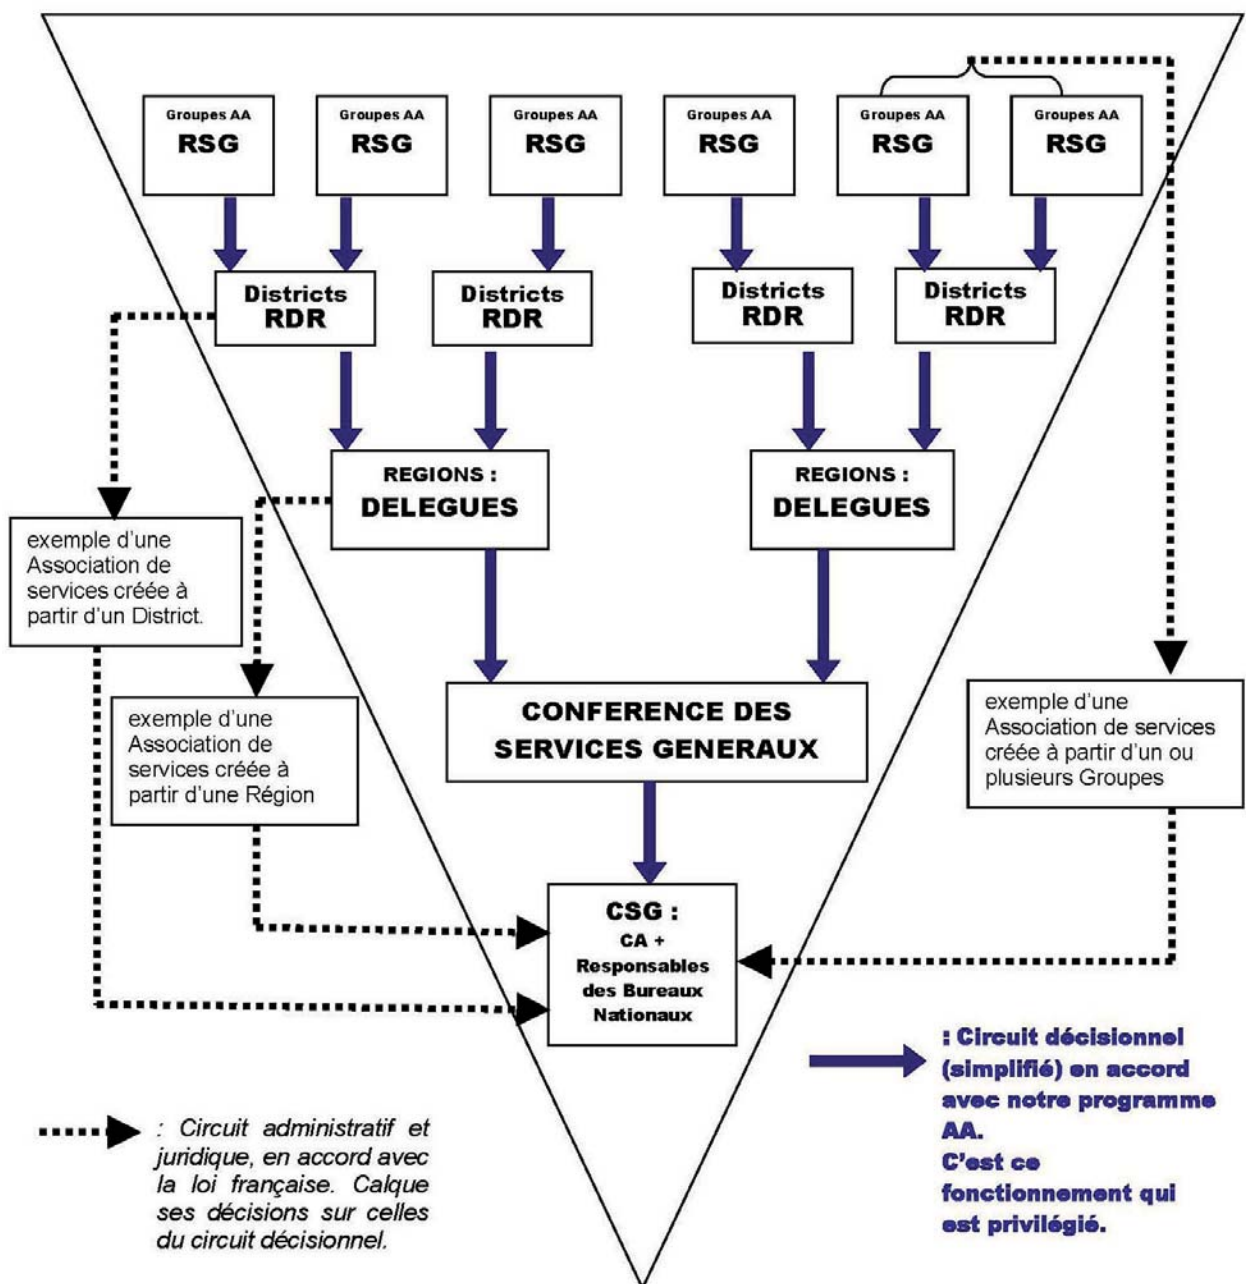 Groupes AA
RSG
Groupes AA
RSG
Groupes AA
RSG
Groupes AA
RSG
Groupes AA
RSG
Groupes AA
RSG
Districts
RDR
Districts
RDR
Districts
RDR
Districts
RDR
REGIONS :
DELEGUES
REGIONS :
DELEGUES
exemple d'une
Association de
services créée à
partir d'un District.
exemple d'une
Association de
services créée à
partir d'une Région
CONFERENCE DES
SERVICES GENERAUX
exemple d'une
Association de services
créée à partir d'un ou
plusieurs Groupes
CSG :
CA +
Responsables
des Bureaux
Nationaux
: Circuit décisionnel
(simplifié) en accord
avec notre programme
AA.
C'est ce
fonctionnement qui
est privilégié.
: Circuit administratif et
juridique, en accord avec
la loi française. Calque
ses décisions sur celles
du circuit décisionnel.